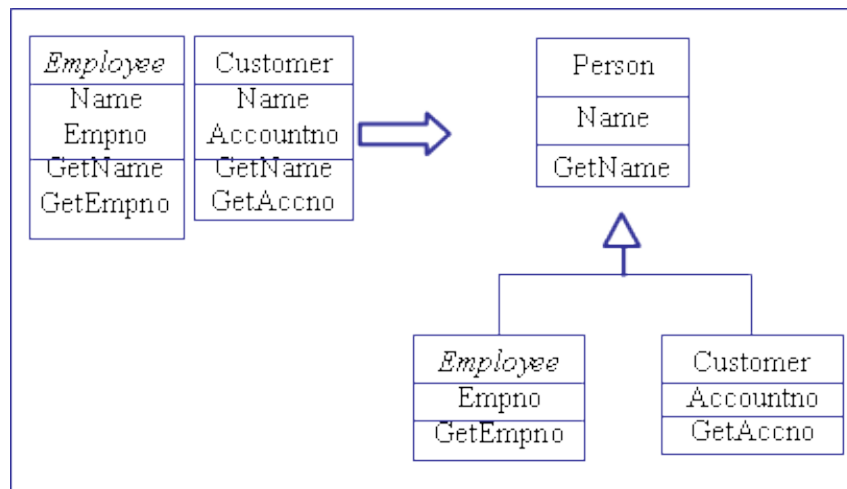 Employee
Name
Empno
GetName
GetEmpno
Customer
Name
Accountno
GetName
GetAccno
Person
Name
GetName
Employee
Empno
GetEmpno
Customer
Accountno
GetAccno